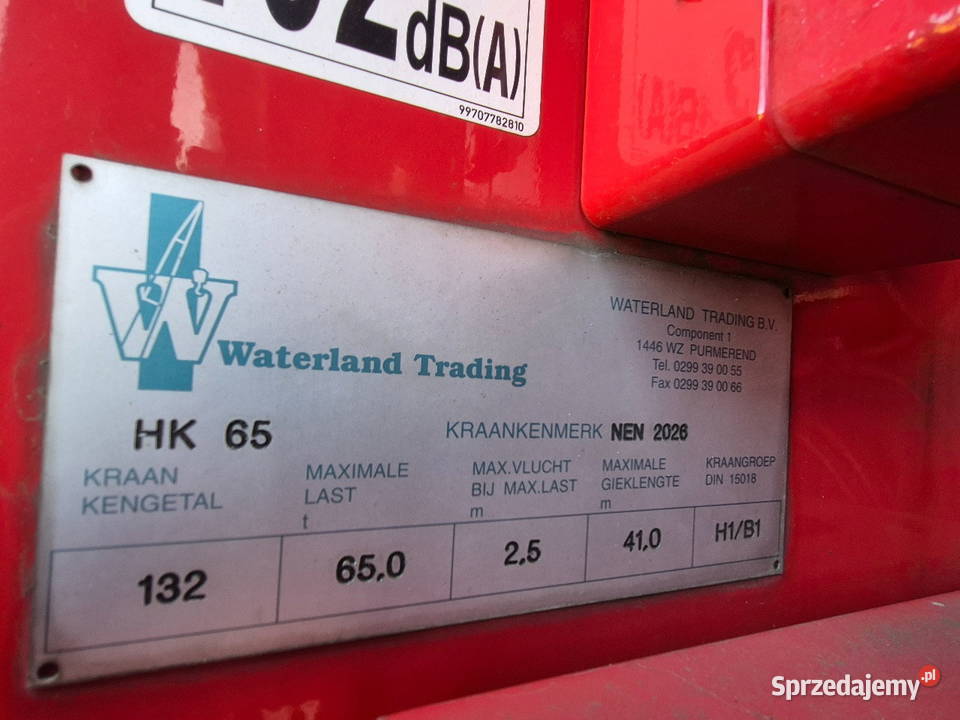 dB(A)
99707782810
W
Waterland Trading
WATERLAND TRADING B.V.
Component 1
1446 WZ PURMEREND
Tel. 0299 39 00 55
Fax 0299 39 00 66
HK 65
KRAANKENMERK NEN 2026
KRAAN
KENGETAL
MAXIMALE
LAST
t
MAX.VLUCHT
BIJ MAX.LAST
m
MAXIMALE
GIEKLENGTE
m
KRAANGROEP
DIN 15018
132
65,0
2,5
41,0
H1/B1
Sprzedajemy.pl